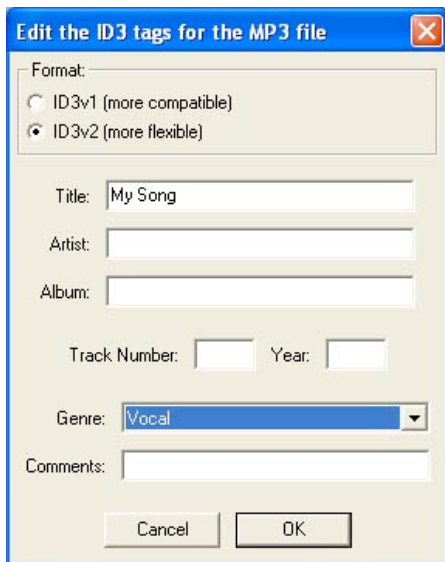 Edit the ID3 tags for the MP3 file
Format:
ID3v1 (more compatible)
ID3v2 (more flexible)
Title: My Song
Artist:
Album:
Track Number: Year:
Genre: Vocal
Comments:
Cancel OK